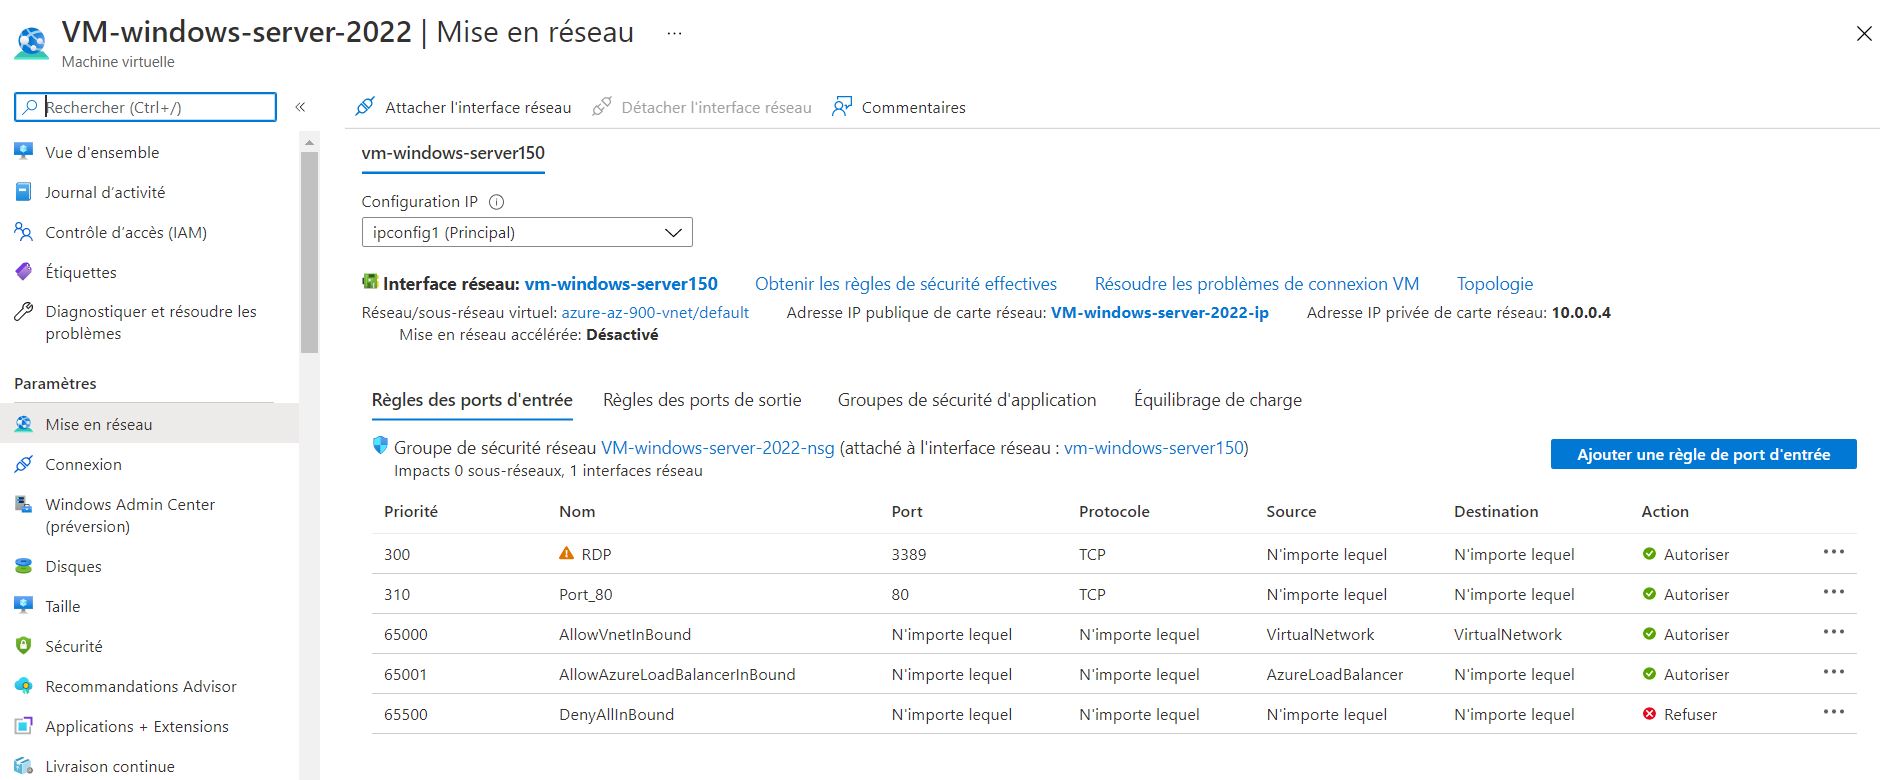 VM-windows-server-2022 | Mise en réseau ...
Machine virtuelle
Rechercher (Ctrl+/)
«
Vue d'ensemble
Journal d'activité
Contrôle d'accès (IAM)
Étiquettes
Diagnostiquer et résoudre les
problèmes
Paramètres
Mise en réseau
Connexion
Windows Admin Center
(préversion)
Disques
Taille
Sécurité
Recommandations Advisor
Applications + Extensions
Livraison continue
Attacher l'interface réseau Détacher l'interface réseau Commentaires
vm-windows-server150
Configuration IP
ipconfig1 (Principal)
Interface réseau: vm-windows-server150 Obtenir les règles de sécurité effectives Résoudre les problèmes de connexion VM Topologie
Réseau/sous-réseau virtuel: azure-az-900-vnet/default Adresse IP publique de carte réseau: VM-windows-server-2022-ip Adresse IP privée de carte réseau: 10.0.0.4
Mise en réseau accélérée: Désactivé
Règles des ports d'entrée Règles des ports de sortie Groupes de sécurité d'application Équilibrage de charge
Groupe de sécurité réseau VM-windows-server-2022-nsg (attaché à l'interface réseau : vm-windows-server150)
Impacts 0 sous-réseaux, 1 interfaces réseau
Ajouter une règle de port d'entrée
Priorité Nom Port Protocole Source Destination Action
300 RDP 3389 TCP N'importe lequel N'importe lequel Autoriser ...
310 Port_80 80 TCP N'importe lequel N'importe lequel Autoriser ...
65000 AllowVnetInBound N'importe lequel N'importe lequel VirtualNetwork VirtualNetwork Autoriser ...
65001 AllowAzureLoadBalancerInBound N'importe lequel N'importe lequel AzureLoadBalancer N'importe lequel Autoriser ...
65500 DenyAllInBound N'importe lequel N'importe lequel N'importe lequel N'importe lequel Refuser ...